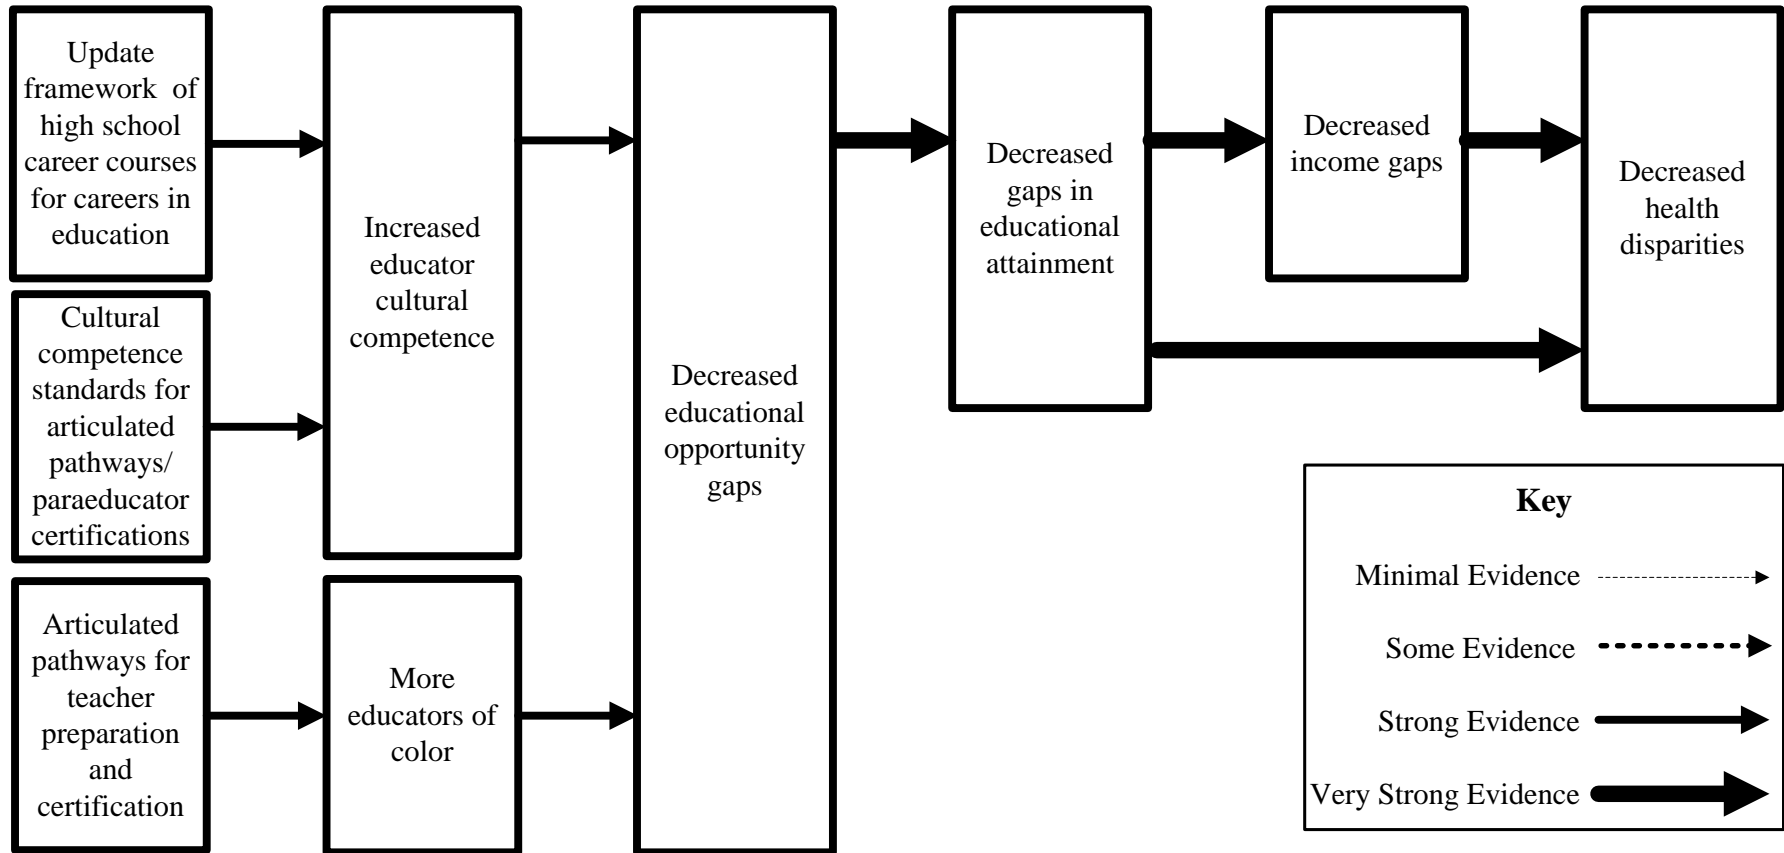 Update
framework of
high school
career courses
for careers in
education
Cultural
competence
standards for
articulated
pathways/
paraeducator
certifications
Articulated
pathways for
teacher
preparation
and
certification
Increased
educator
cultural
competence
More
educators of
color
Decreased
educational
opportunity
gaps
Decreased
gaps in
educational
attainment
Decreased
income gaps
Decreased
health
disparities
Key
Minimal Evidence
Some Evidence
Strong Evidence
Very Strong Evidence